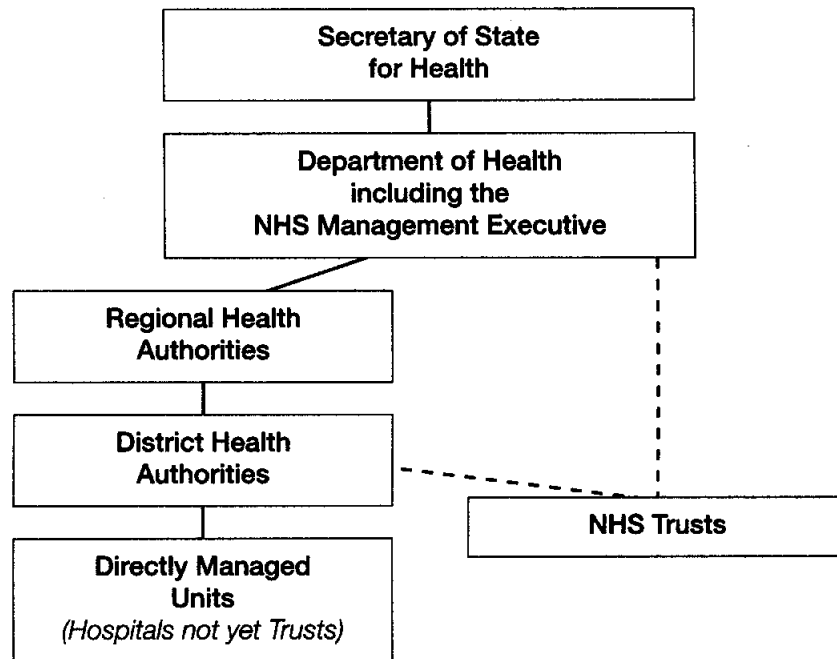 Secretary of State
for Health
Department of Health
including the
NHS Management Executive
Regional Health
Authorities
District Health
Authorities
NHS Trusts
Directly Managed
Units
(Hospitals not yet Trusts)